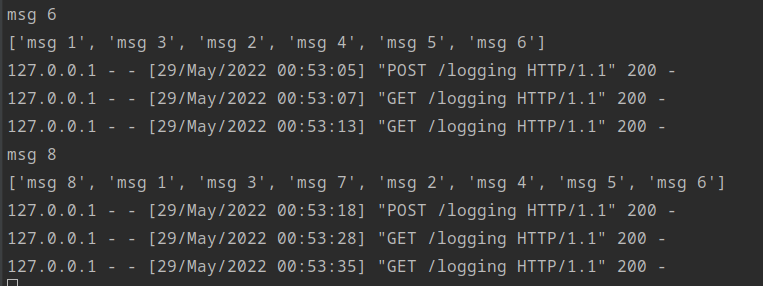 msg 6
['msg 1', 'msg 3', 'msg 2', 'msg 4', 'msg 5', 'msg 6']
127.0.0.1 - - [29/May/2022 00:53:05] "POST /logging HTTP/1.1" 200 -
127.0.0.1 - - [29/May/2022 00:53:07] "GET /logging HTTP/1.1" 200 -
127.0.0.1 - - [29/May/2022 00:53:13] "GET /logging HTTP/1.1" 200 -
msg 8
['msg 8', 'msg 1', 'msg 3', 'msg 7', 'msg 2', 'msg 4', 'msg 5', 'msg 6']
127.0.0.1 - - [29/May/2022 00:53:18] "POST /logging HTTP/1.1" 200 -
127.0.0.1 - - [29/May/2022 00:53:28] "GET /logging HTTP/1.1" 200 -
127.0.0.1 - - [29/May/2022 00:53:35] "GET /logging HTTP/1.1" 200 -